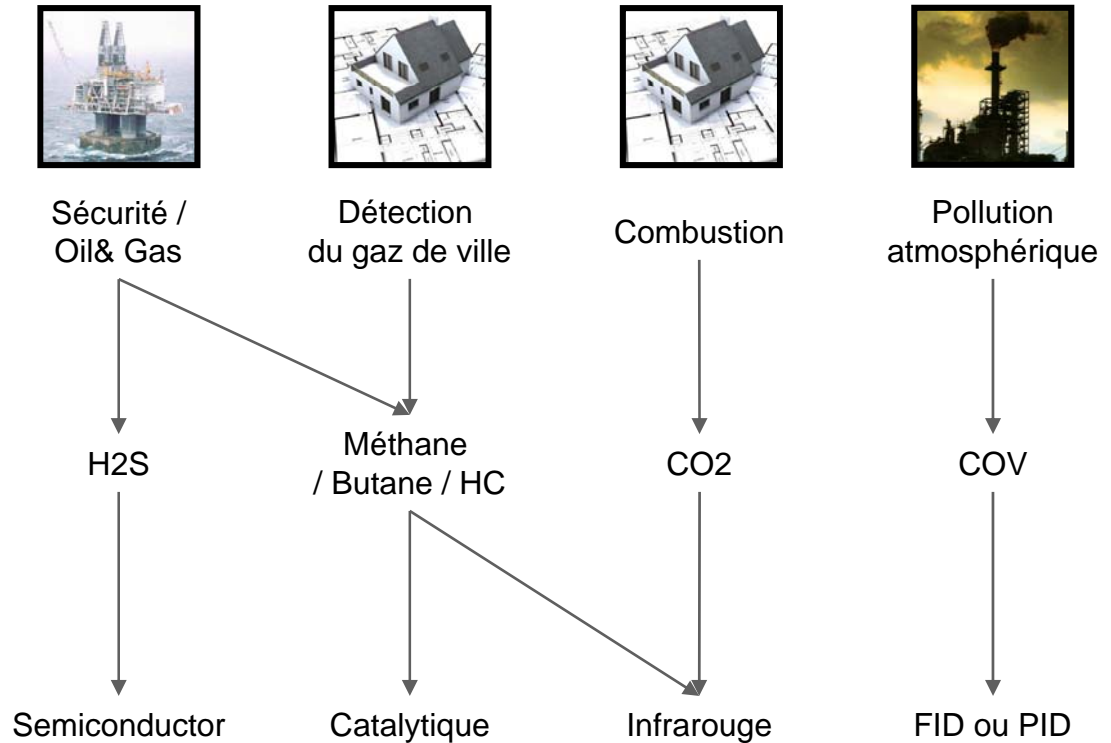 Sécurité /
Oil& Gas
Détection
du gaz de ville
Combustion
Pollution
atmosphérique
H2S
Méthane
/ Butane / HC
CO2
COV
Semiconductor
Catalytique
Infrarouge
FID ou PID